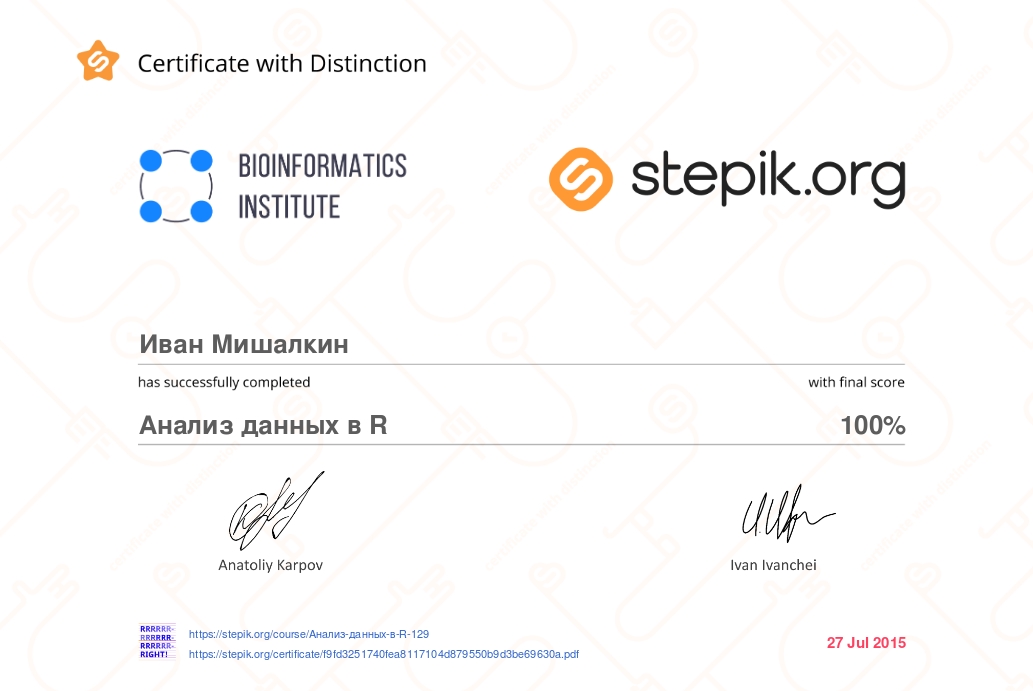 Certificate with Distinction
BIOINFORMATICS
INSTITUTE
stepik.org
Иван Мишалкин
has successfully completed
with final score
Анализ данных в R
100%
Anatoliy Karpov
Ivan Ivanchei
RRRRRR-
RRRRRR-
RRRRRR-
RIGHT!
https://stepik.org/course/Анализ-данных-в-R-129
https://stepik.org/certificate/f9fd3251740fea8117104d879550b9d3be69630a.pdf
27 Jul 2015